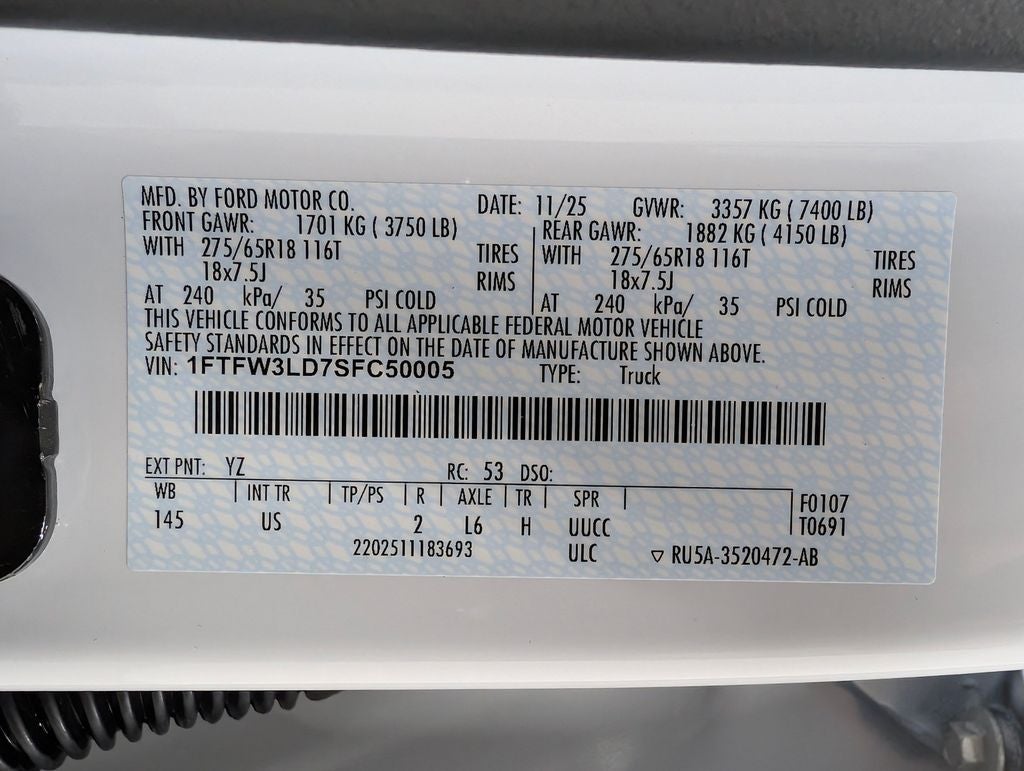 MFD. BY FORD MOTOR CO. DATE: 11/25 GVWR: 3357 KG ( 7400 LB)
FRONT GAWR: 1701 KG ( 3750 LB) REAR GAWR: 1882 KG ( 4150 LB)
WITH 275/65R18 116T TIRES WITH 275/65R18 116T TIRES
18x7.5J RIMS 18x7.5J RIMS
AT 240 kPa/ 35 PSI COLD AT 240 kPa/ 35 PSI COLD
THIS VEHICLE CONFORMS TO ALL APPLICABLE FEDERAL MOTOR VEHICLE
SAFETY STANDARDS IN EFFECT ON THE DATE OF MANUFACTURE SHOWN ABOVE.
VIN: 1FTFW3LD7SFC50005 TYPE: Truck
EXT PNT: YZ RC: 53 DSO:
WB INT TR TP/PS R AXLE TR SPR F0107
145 US 2 L6 H UUCC T0691
2202511183693 ULC ▽ RU5A-3520472-AB